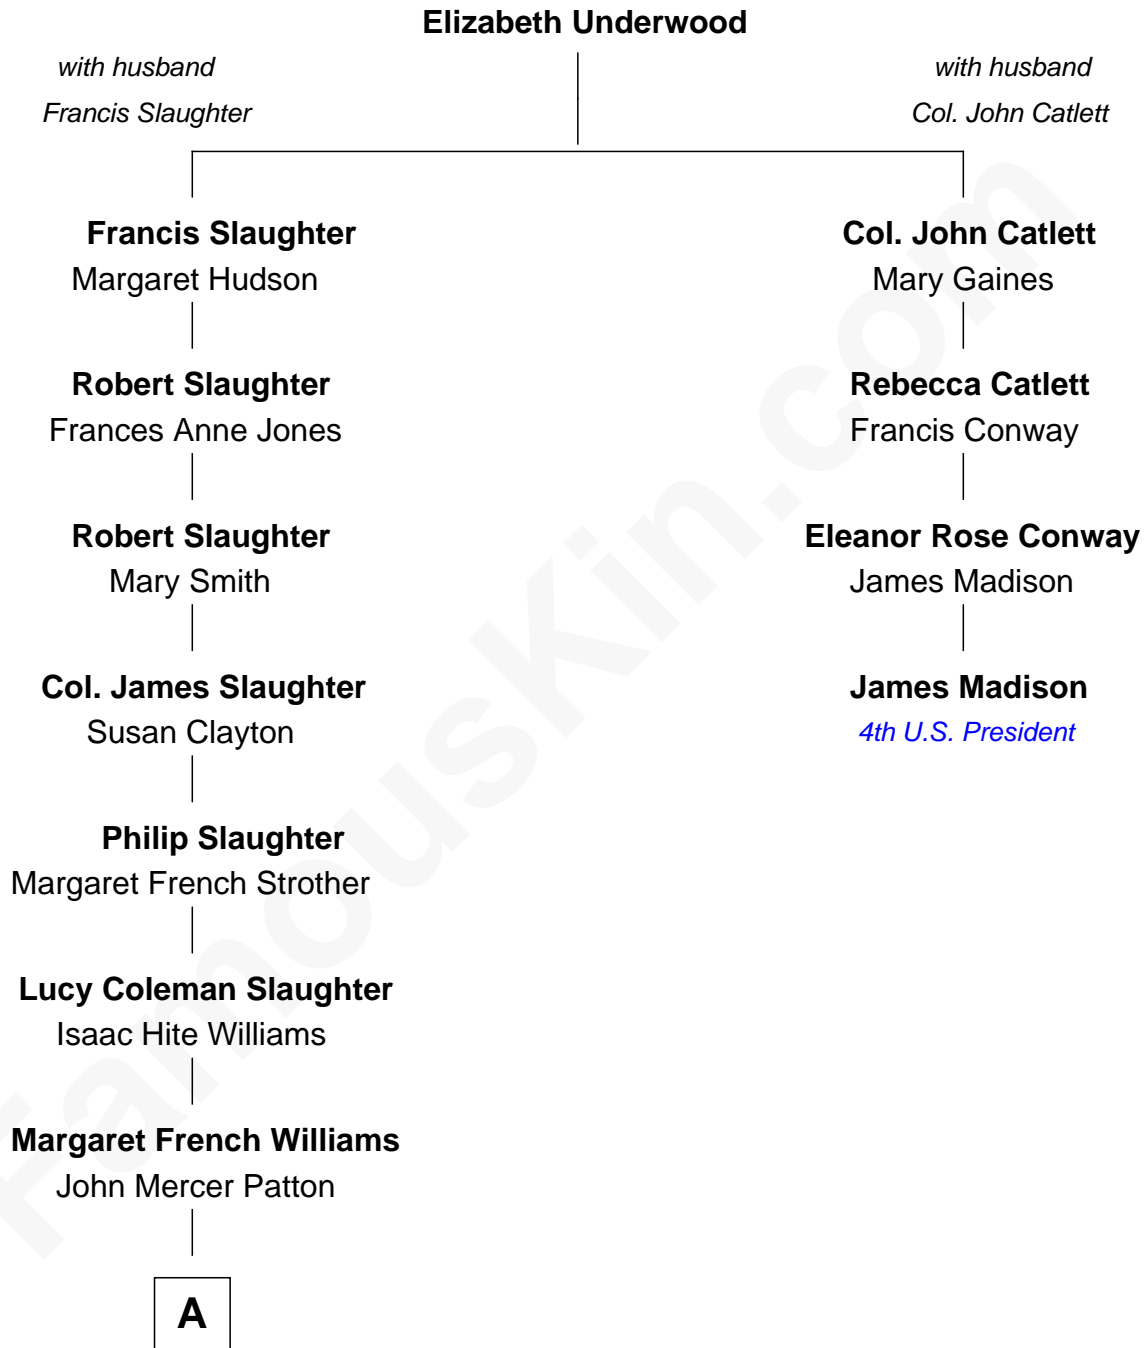 Elizabeth Underwood
with husband
Francis Slaughter
with husband
Col. John Catlett
Francis Slaughter
Margaret Hudson
Robert Slaughter
Frances Anne Jones
Robert Slaughter
Mary Smith
Col. James Slaughter
Susan Clayton
Philip Slaughter
Margaret French Strother
Lucy Coleman Slaughter
Isaac Hite Williams
Margaret French Williams
John Mercer Patton
A
Col. John Catlett
Mary Gaines
Rebecca Catlett
Francis Conway
Eleanor Rose Conway
James Madison
James Madison
4th U.S. President
FamousKin.com